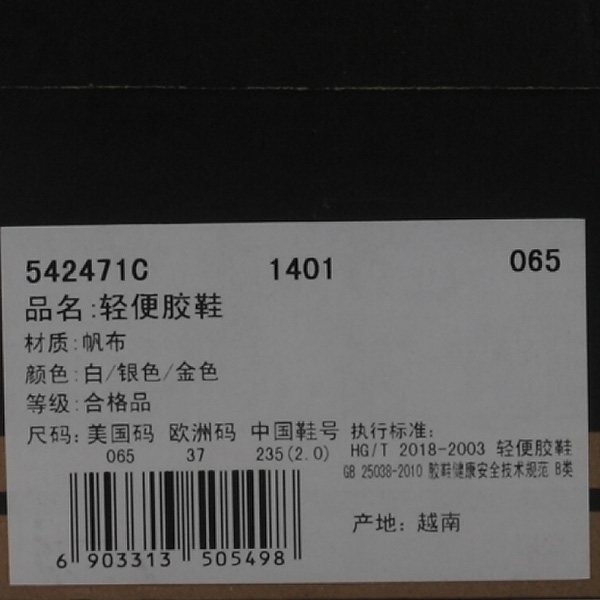 542471C 1401 065
品名:轻便胶鞋
材质:帆布
颜色:白/银色/金色
等级:合格品
尺码: 美国码 欧洲码 中国鞋号 执行标准:
065 37 235(2.0) HG/T 2018-2003 轻便胶鞋
GB 25038-2010 胶鞋健康安全技术规范 B类
产地: 越南
6 903313 505498